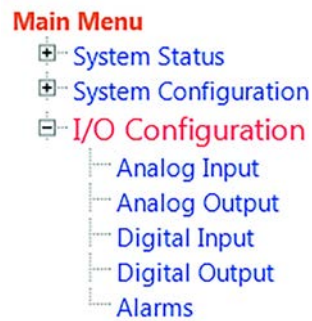 Main Menu
System Status
System Configuration
I/O Configuration
Analog Input
Analog Output
Digital Input
Digital Output
Alarms